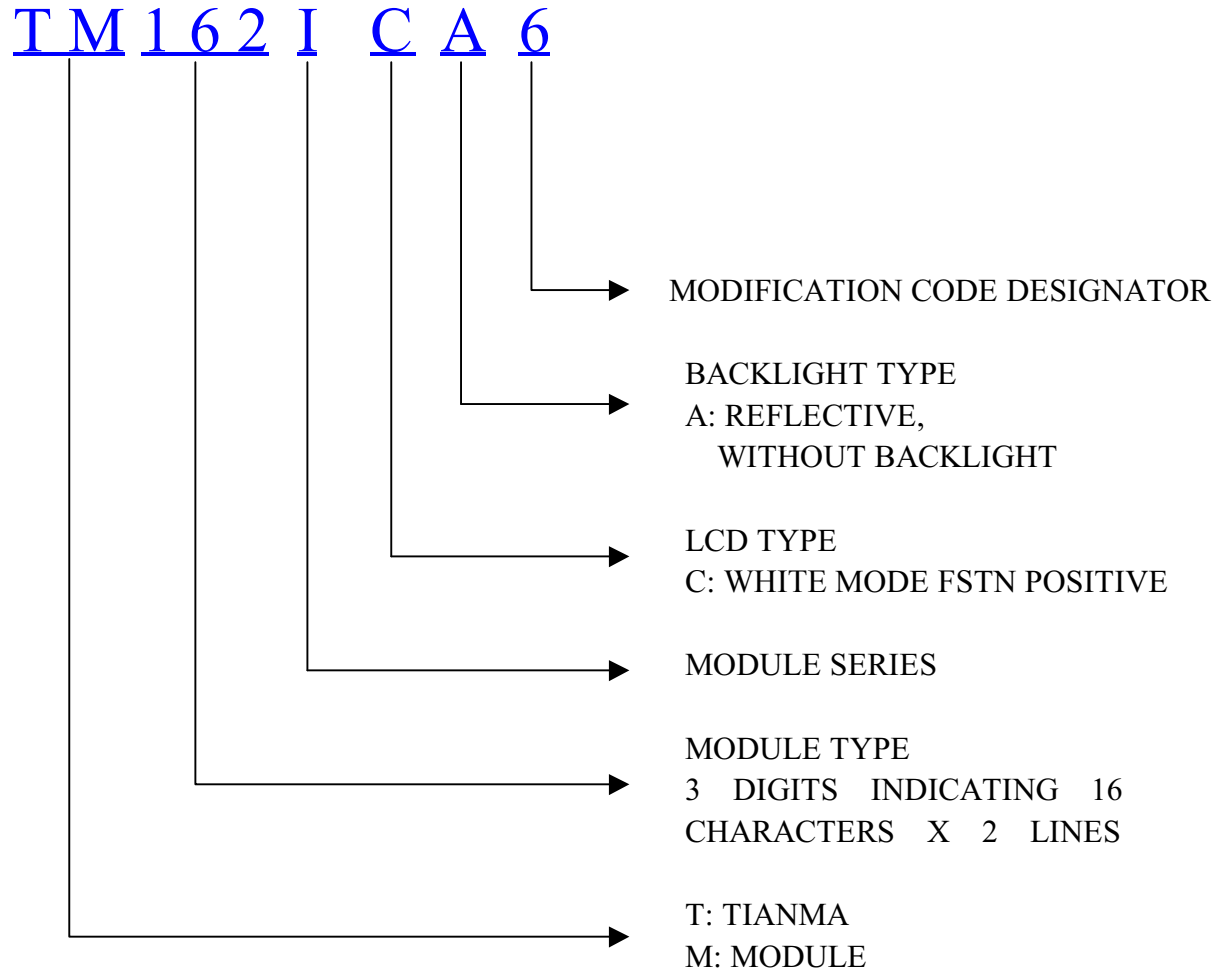 T M 1 6 2 I C A 6
MODIFICATION CODE DESIGNATOR
BACKLIGHT TYPE
A: REFLECTIVE,
WITHOUT BACKLIGHT
LCD TYPE
C: WHITE MODE FSTN POSITIVE
MODULE SERIES
MODULE TYPE
3 DIGITS INDICATING 16
CHARACTERS X 2 LINES
T: TIANMA
M: MODULE